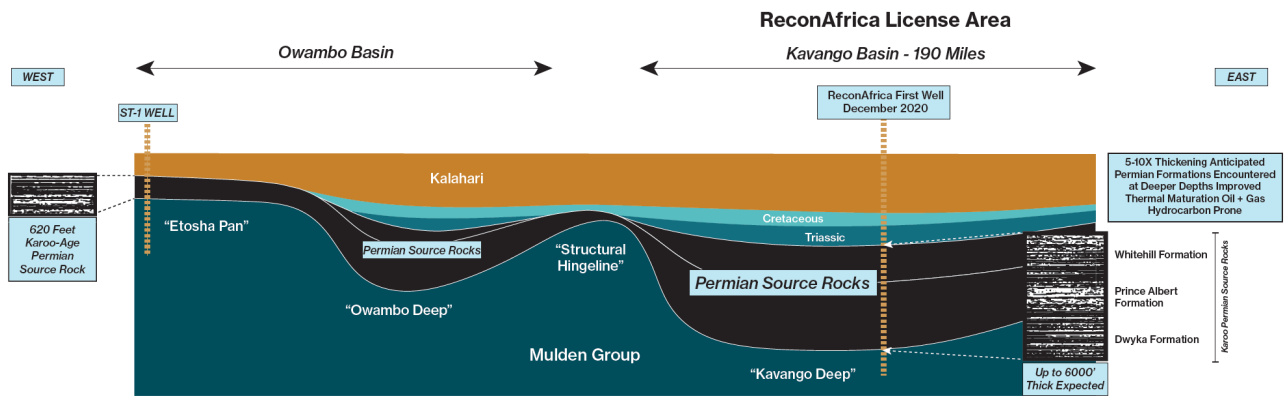 ReconAfrica License Area
Owambo Basin
Kavango Basin - 190 Miles
WEST
EAST
ST-1 WELL
ReconAfrica First Well
December 2020
Kalahari
5-10X Thickening Anticipated
Permian Formations Encountered
at Deeper Depths Improved
Thermal Maturation Oil + Gas
Hydrocarbon Prone
620 Feet
Karoo-Age
Permian
Source Rock
"Etosha Pan"
Permian Source Rocks
"Owambo Deep"
"Structural
Hingeline"
Cretaceous
Triassic
Permian Source Rocks
Mulden Group
"Kavango Deep"
Whitehill Formation
Prince Albert
Formation
Dwyka Formation
Karoo Permian Source Rocks
Up to 6000'
Thick Expected